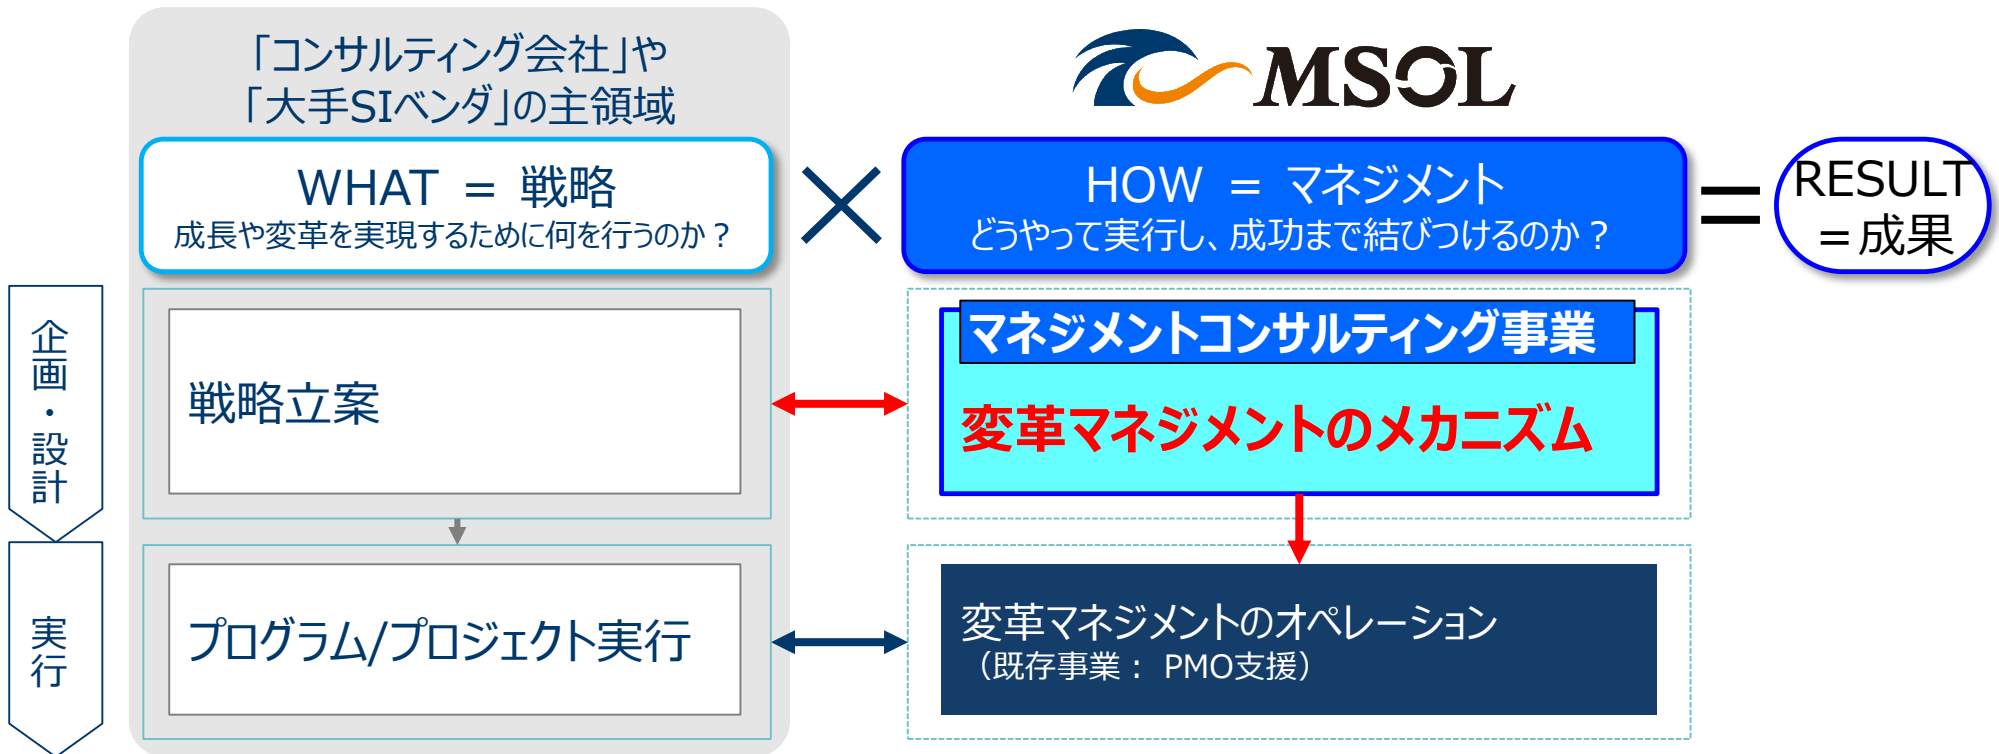 「コンサルティング会社」や
「大手SIベンダ」の主領域
MSOL
WHAT = 戦略
成長や変革を実現するために何を行うのか？
×
HOW = マネジメント
どうやって実行し、成功まで結びつけるのか？
=
RESULT
＝成果
企画・設計
戦略立案
マネジメントコンサルティング事業
変革マネジメントのメカニズム
実行
プログラム/プロジェクト実行
変革マネジメントのオペレーション
（既存事業： PMO支援）